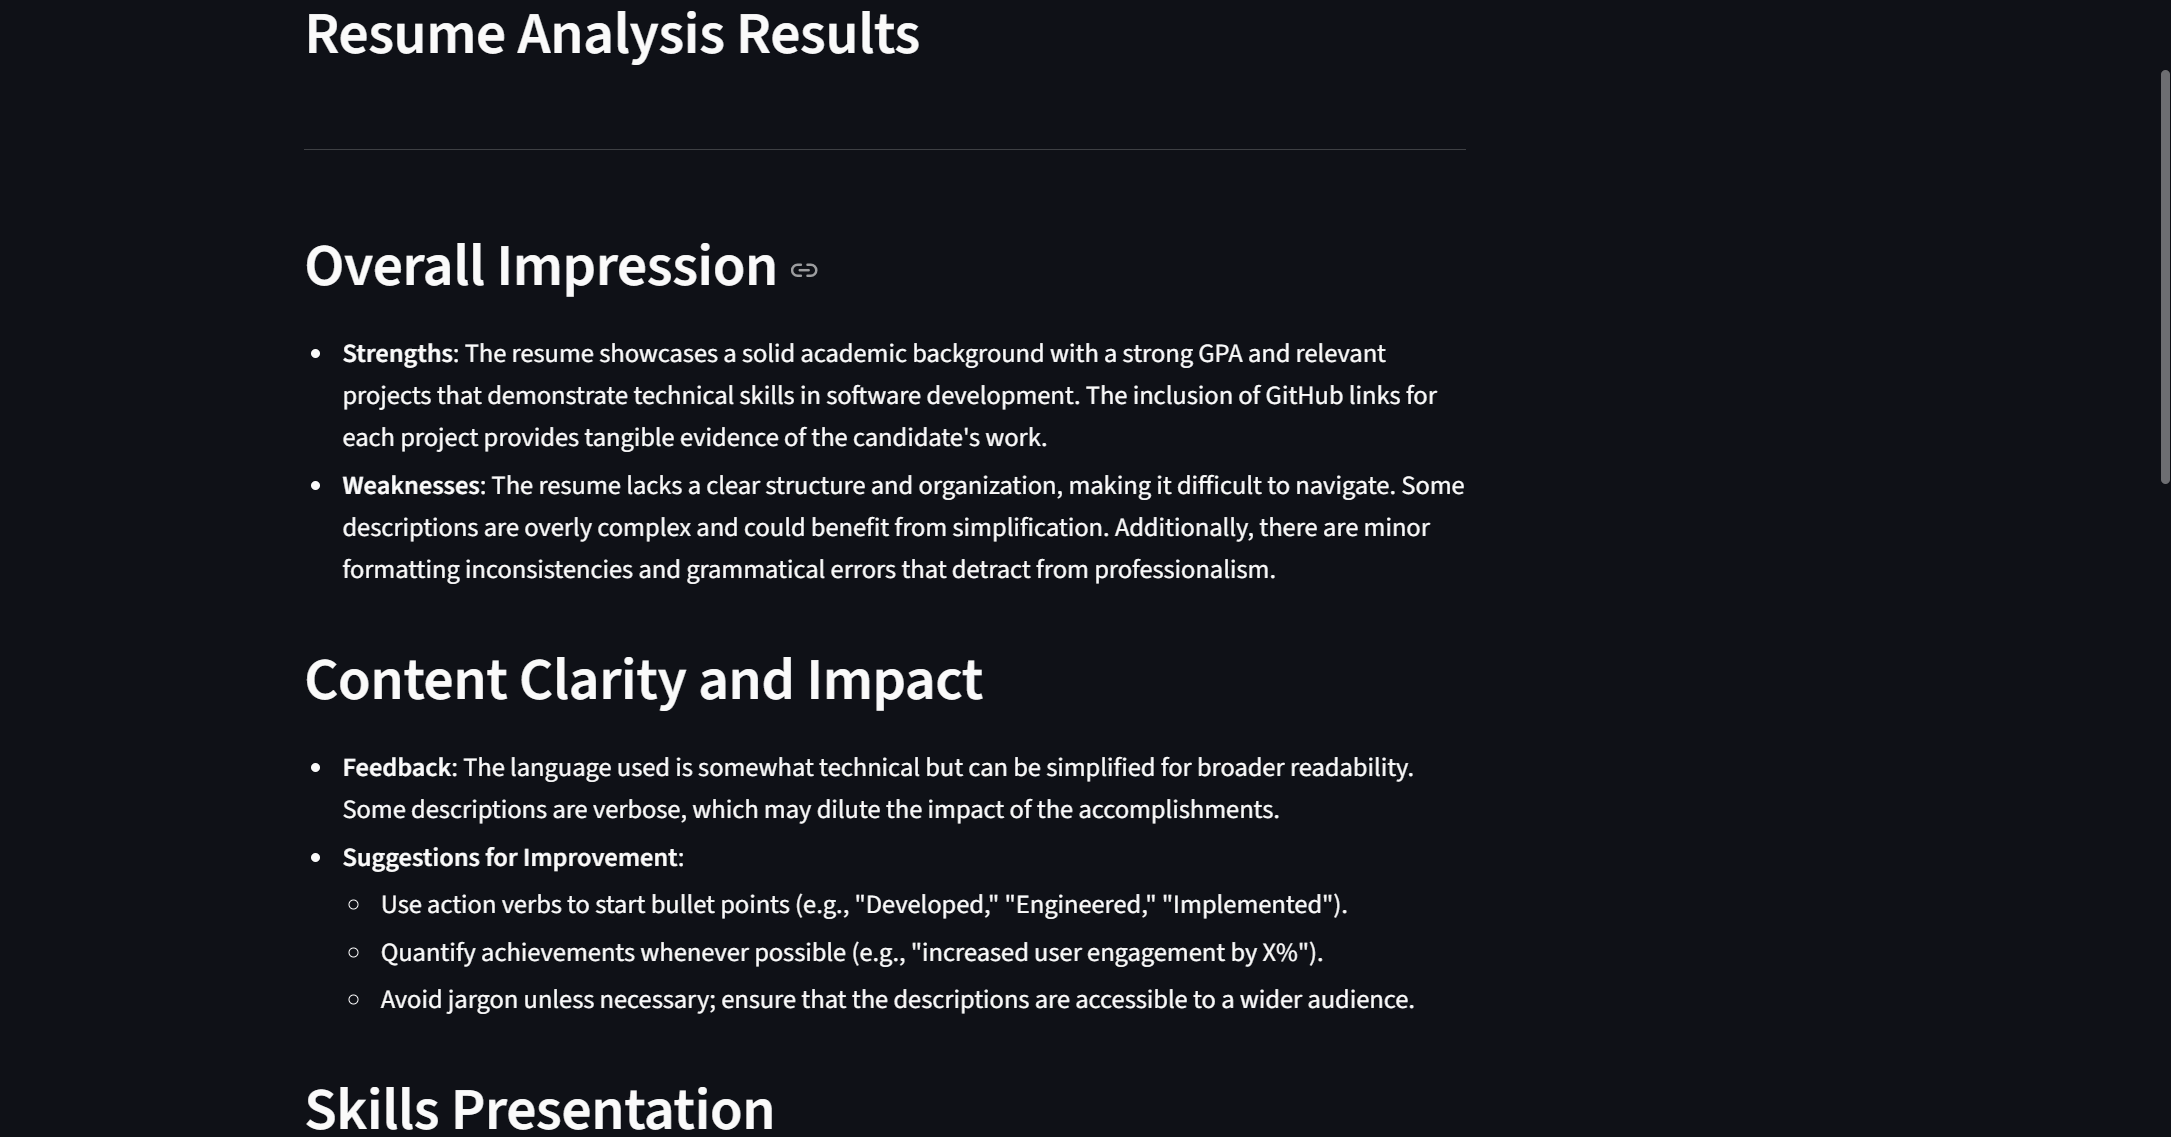 Resume Analysis Results
Overall Impression
Strengths: The resume showcases a solid academic background with a strong GPA and relevant
projects that demonstrate technical skills in software development. The inclusion of GitHub links for
each project provides tangible evidence of the candidate's work.
Weaknesses: The resume lacks a clear structure and organization, making it difficult to navigate. Some
descriptions are overly complex and could benefit from simplification. Additionally, there are minor
formatting inconsistencies and grammatical errors that detract from professionalism.
Content Clarity and Impact
Feedback: The language used is somewhat technical but can be simplified for broader readability.
Some descriptions are verbose, which may dilute the impact of the accomplishments.
Suggestions for Improvement:
Use action verbs to start bullet points (e.g., "Developed," "Engineered," "Implemented").
Quantify achievements whenever possible (e.g., "increased user engagement by X%").
Avoid jargon unless necessary; ensure that the descriptions are accessible to a wider audience.
Skills Presentation